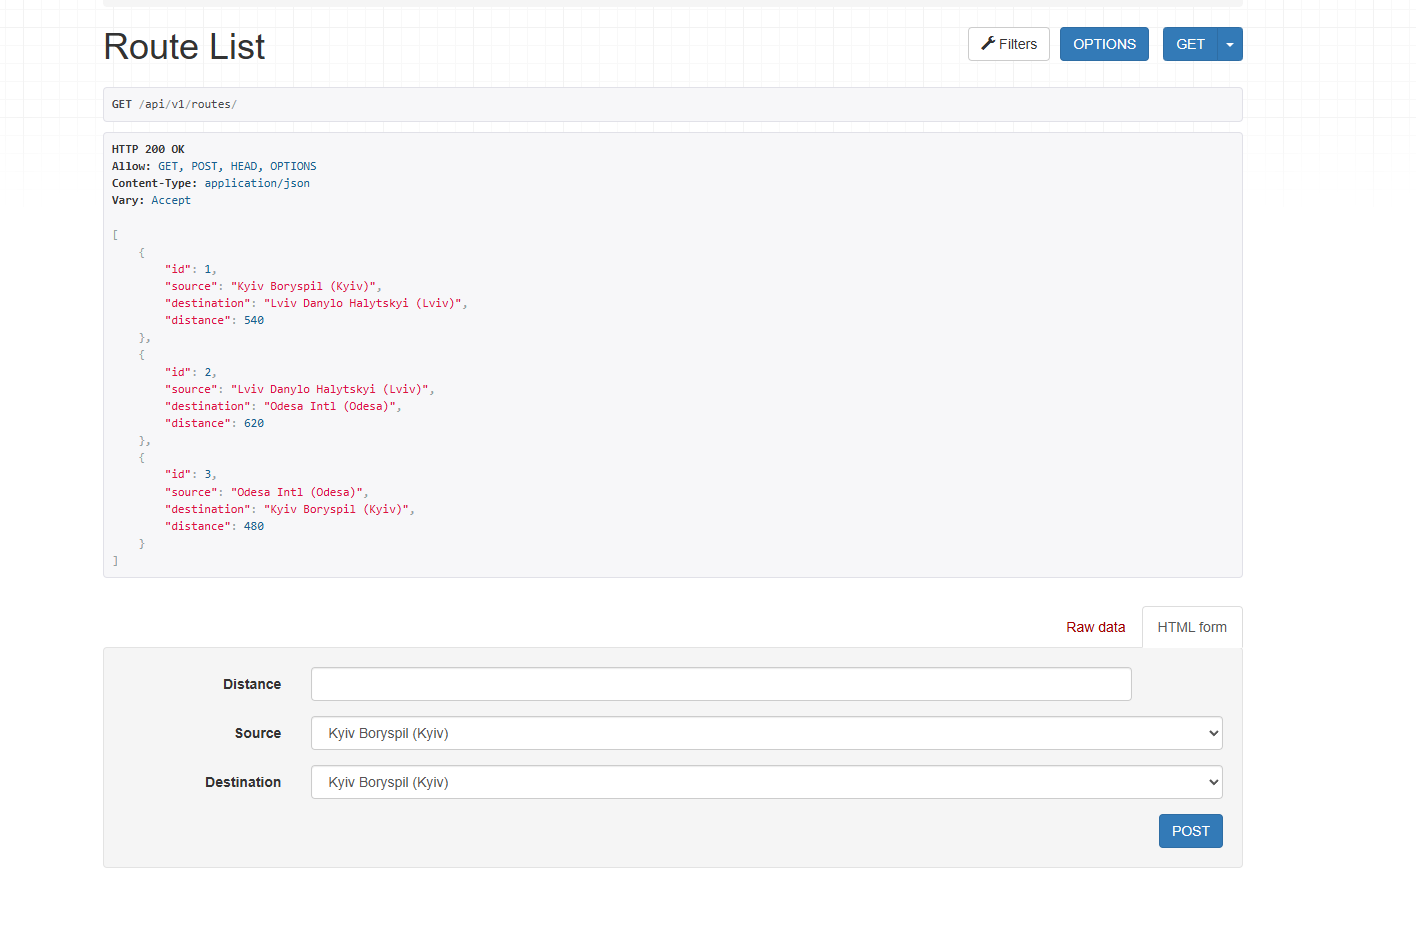 Route List
Filters
OPTIONS
GET
GET /api/v1/routes/
HTTP 200 OK
Allow: GET, POST, HEAD, OPTIONS
Content-Type: application/json
Vary: Accept
[
    {
        "id": 1,
        "source": "Kyiv Boryspil (Kyiv)",
        "destination": "Lviv Danylo Halytskyi (Lviv)",
        "distance": 540
    },
    {
        "id": 2,
        "source": "Lviv Danylo Halytskyi (Lviv)",
        "destination": "Odesa Intl (Odesa)",
        "distance": 620
    },
    {
        "id": 3,
        "source": "Odesa Intl (Odesa)",
        "destination": "Kyiv Boryspil (Kyiv)",
        "distance": 480
    }
]
Raw data
HTML form
Distance
Source
Kyiv Boryspil (Kyiv)
Destination
Kyiv Boryspil (Kyiv)
POST